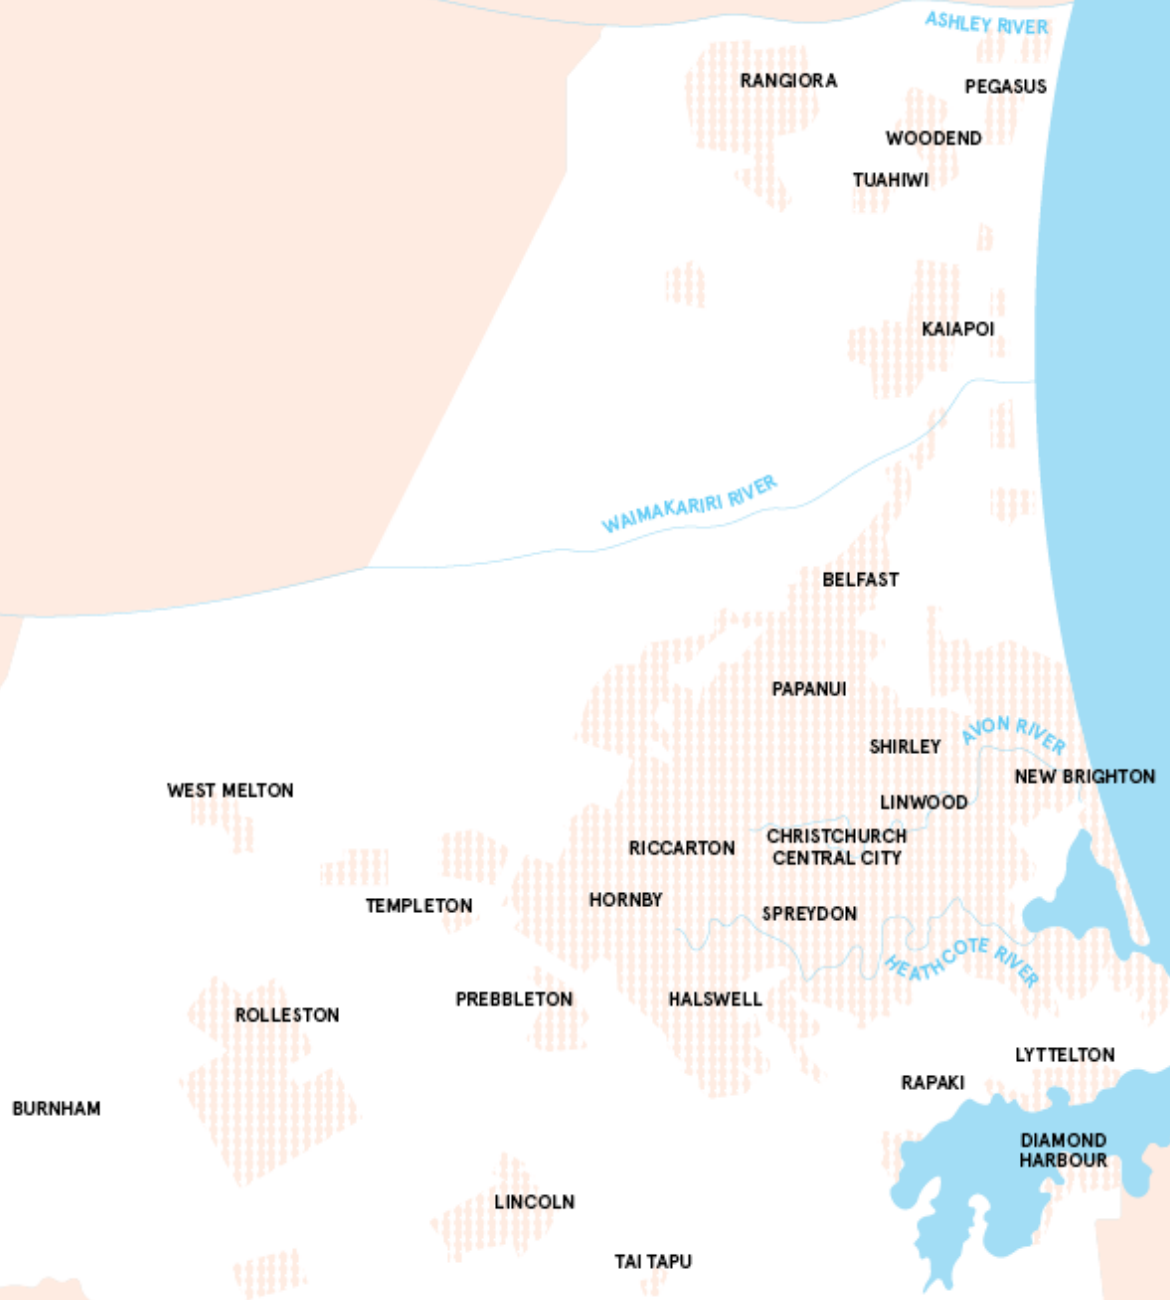 ASHLEY RIVER
RANGIORA
PEGASUS
WOODEND
TUAHIWI
KAIAPOI
WAIMAKARIRI RIVER
BELFAST
PAPANUI
AVON RIVER
SHIRLEY
NEW BRIGHTON
WEST MELTON
LINWOOD
CHRISTCHURCH
CENTRAL CITY
RICCARTON
HORNBY
TEMPLETON
SPREYDON
HEATHCOTE RIVER
PREBBLETON
HALSWELL
ROLLESTON
LYTTELTON
RAPAKI
BURNHAM
DIAMOND
HARBOUR
LINCOLN
TAI TAPU